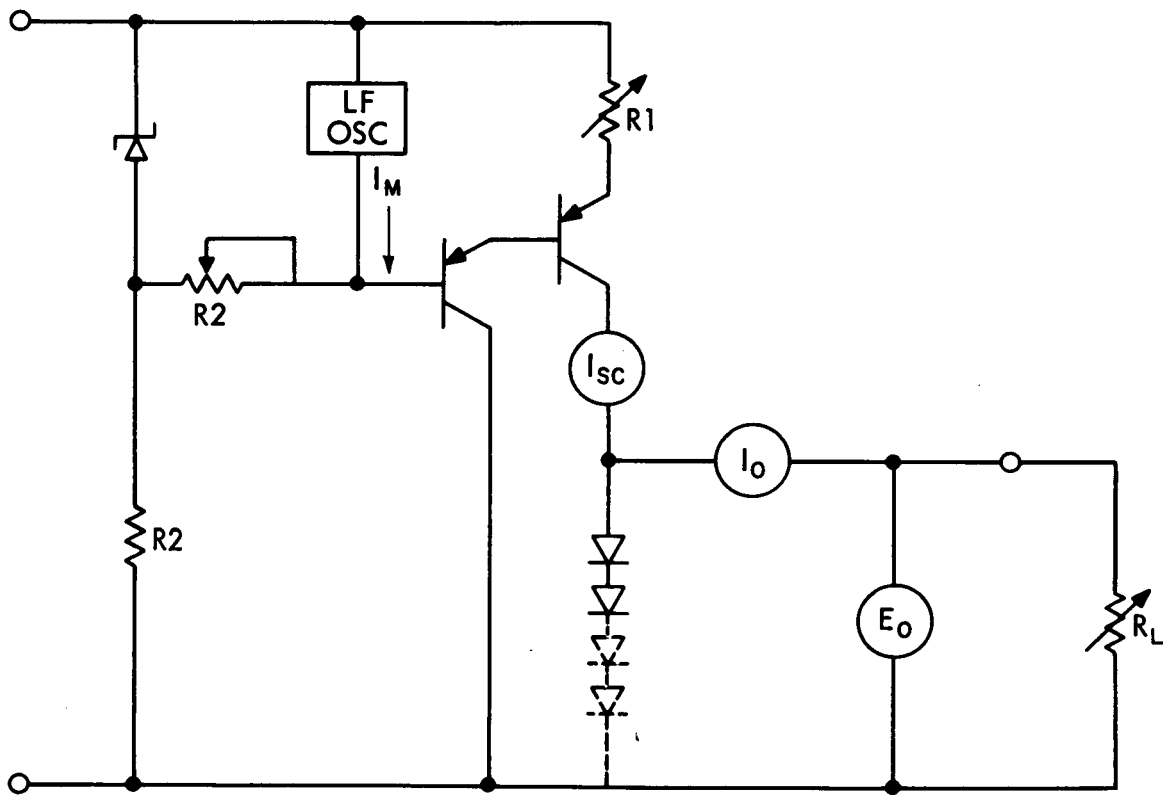 LF
OSC
R1
I_M
R2
I_SC
I_O
R2
E_O
R_L